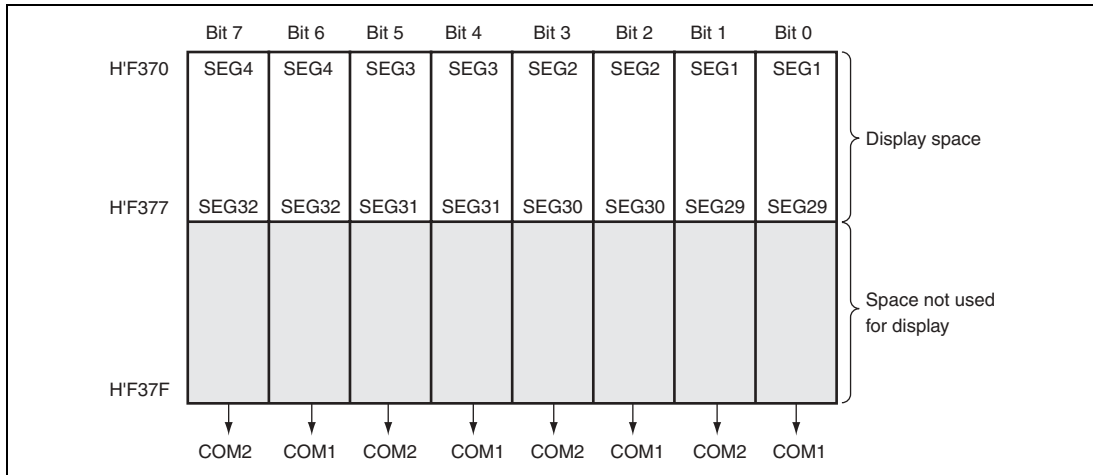 Bit 7 Bit 6 Bit 5 Bit 4 Bit 3 Bit 2 Bit 1 Bit 0
H'F370 SEG4 SEG4 SEG3 SEG3 SEG2 SEG2 SEG1 SEG1
Display space
H'F377 SEG32 SEG32 SEG31 SEG31 SEG30 SEG30 SEG29 SEG29
Space not used
for display
H'F37F
COM2 COM1 COM2 COM1 COM2 COM1 COM2 COM1